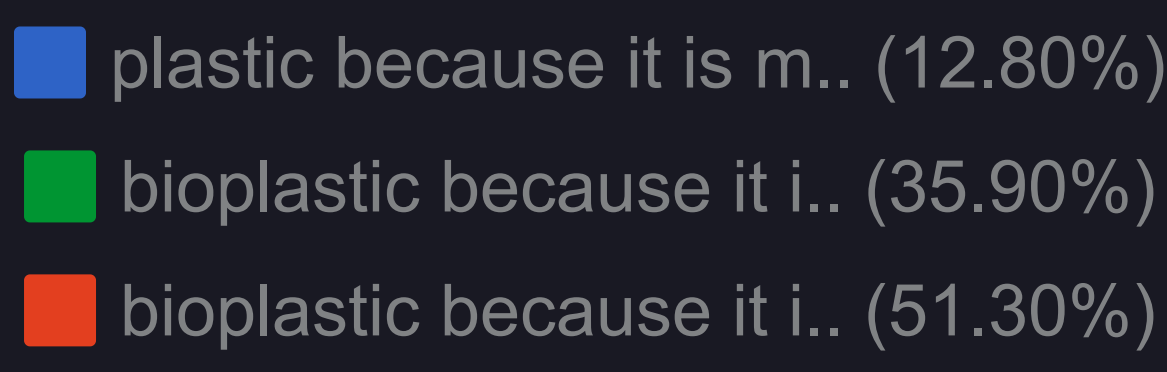 plastic because it is m.. (12.80%)
bioplastic because it i.. (35.90%)
bioplastic because it i.. (51.30%)